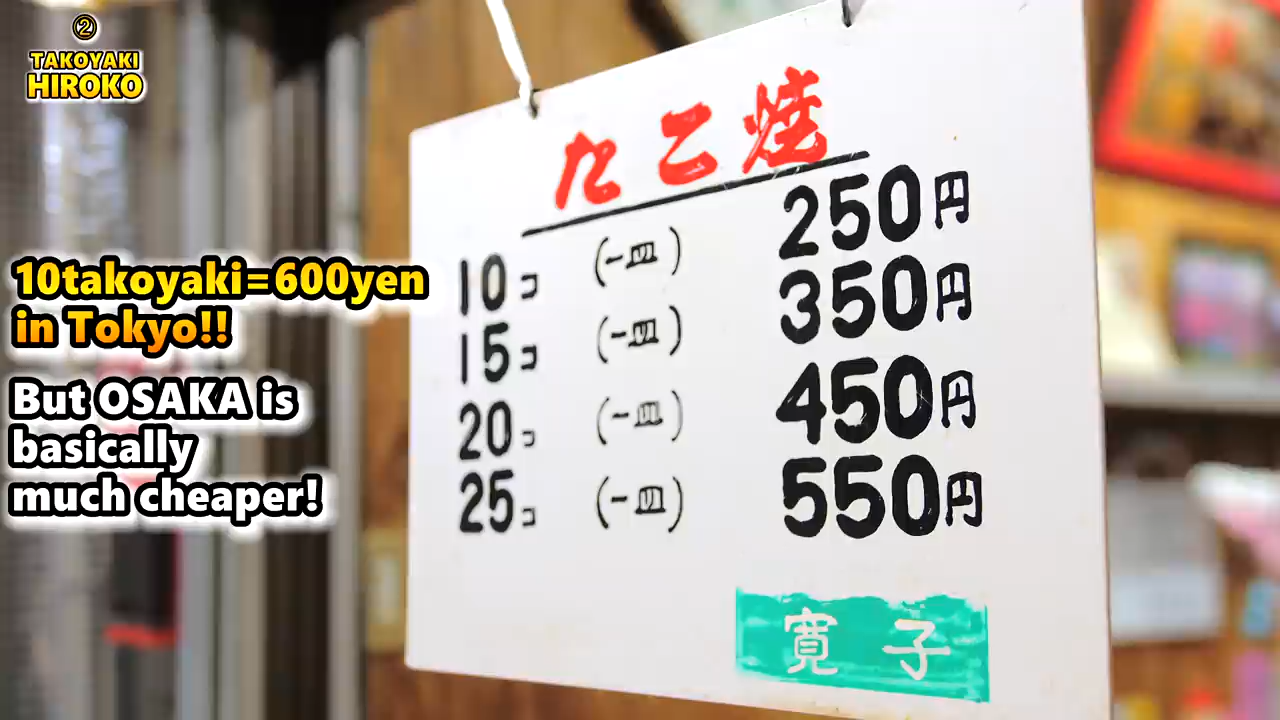 ②
TAKOYAKI
HIROKO
たこ焼
10コ (一皿) 250円
15コ (一皿) 350円
20コ (一皿) 450円
25コ (一皿) 550円
寛子
10takoyaki=600yen
in Tokyo!!
But OSAKA is
basically
much cheaper!